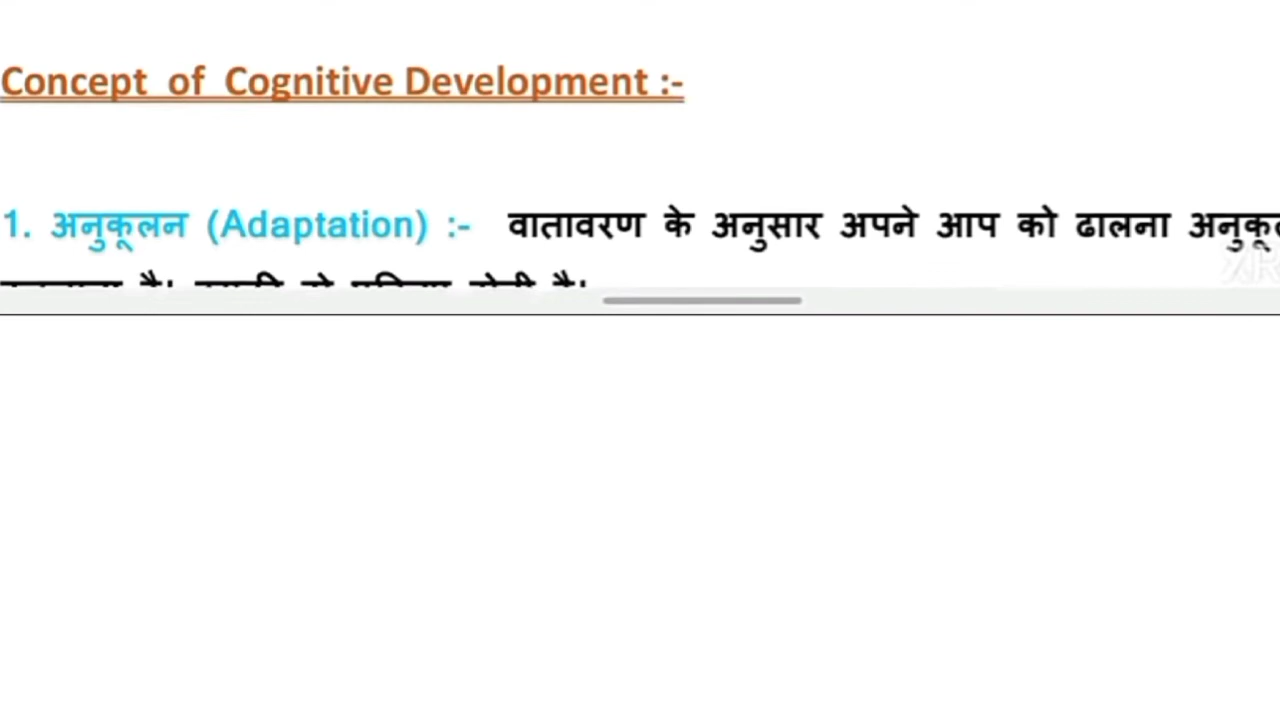 Concept of Cognitive Development :-
1. अनुकूलन (Adaptation) :- वातावरण के अनुसार अपने आप को ढालना
है। है।